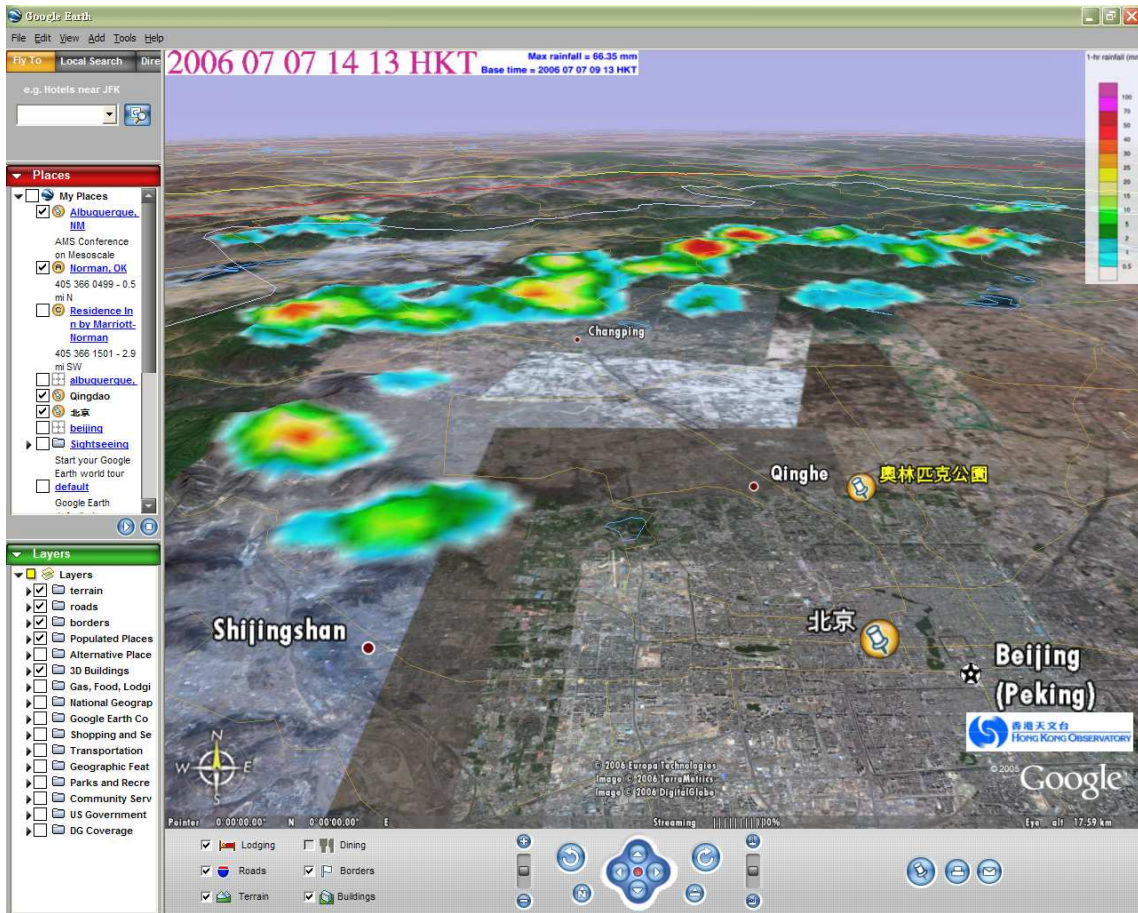 Google Earth
File Edit View Add Tools Help
Fly To Local Search Dire
e.g. Hotels near JFK
Places
My Places
Albuquerque,
NM
AMS Conference
on Mesoscale
Norman, OK
405 366 0499 - 0.5
mi N
Residence In
n by Marriott-
Norman
405 366 1501 - 2.9
mi SW
albuquerque,
Qingdao
北京
beijing
Sightseeing
Start your Google
Earth world tour
default
Google Earth
Layers
Layers
terrain
roads
borders
Populated Places
Alternative Place
3D Buildings
Gas, Food, Lodgi
National Geograp
Google Earth Co
Shopping and Se
Transportation
Geographic Feat
Parks and Recre
Community Serv
US Government
DG Coverage
2006 07 07 14 13 HKT
Max rainfall = 66.35 mm
Base time = 2006 07 07 09 13 HKT
1-hr rainfall (mm
100
70
50
40
30
25
20
15
10
5
2
1
0.5
Changping
Qinghe
奧林匹克公園
Shijingshan
北京
Beijing
(Peking)
香港天文台
HONG KONG OBSERVATORY
N
W E
S
© 2006 Europa Technologies
Image © 2006 TerraMetrics
Image © 2006 DigitalGlobe
© 2005 Google
Pointer 0°00'00.00" N 0°00'00.00" E
Streaming 100%
Eye alt 17.59 km
Lodging Dining
Roads Borders
Terrain Buildings
N